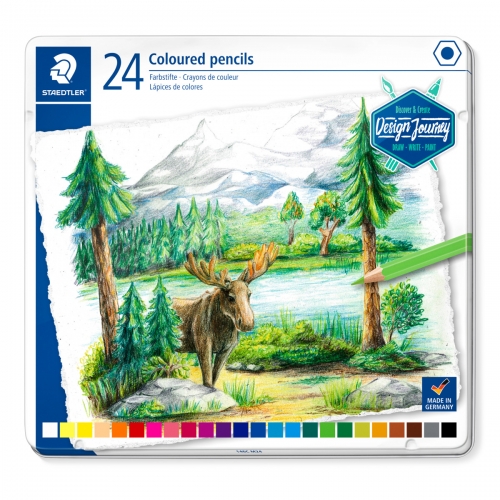 STAEDTLER
24 Coloured pencils
Farbstifte · Crayons de couleur
Lápices de colores
Discover & Create
Design Journey
DRAW · WRITE · PAINT
MADE IN
GERMANY